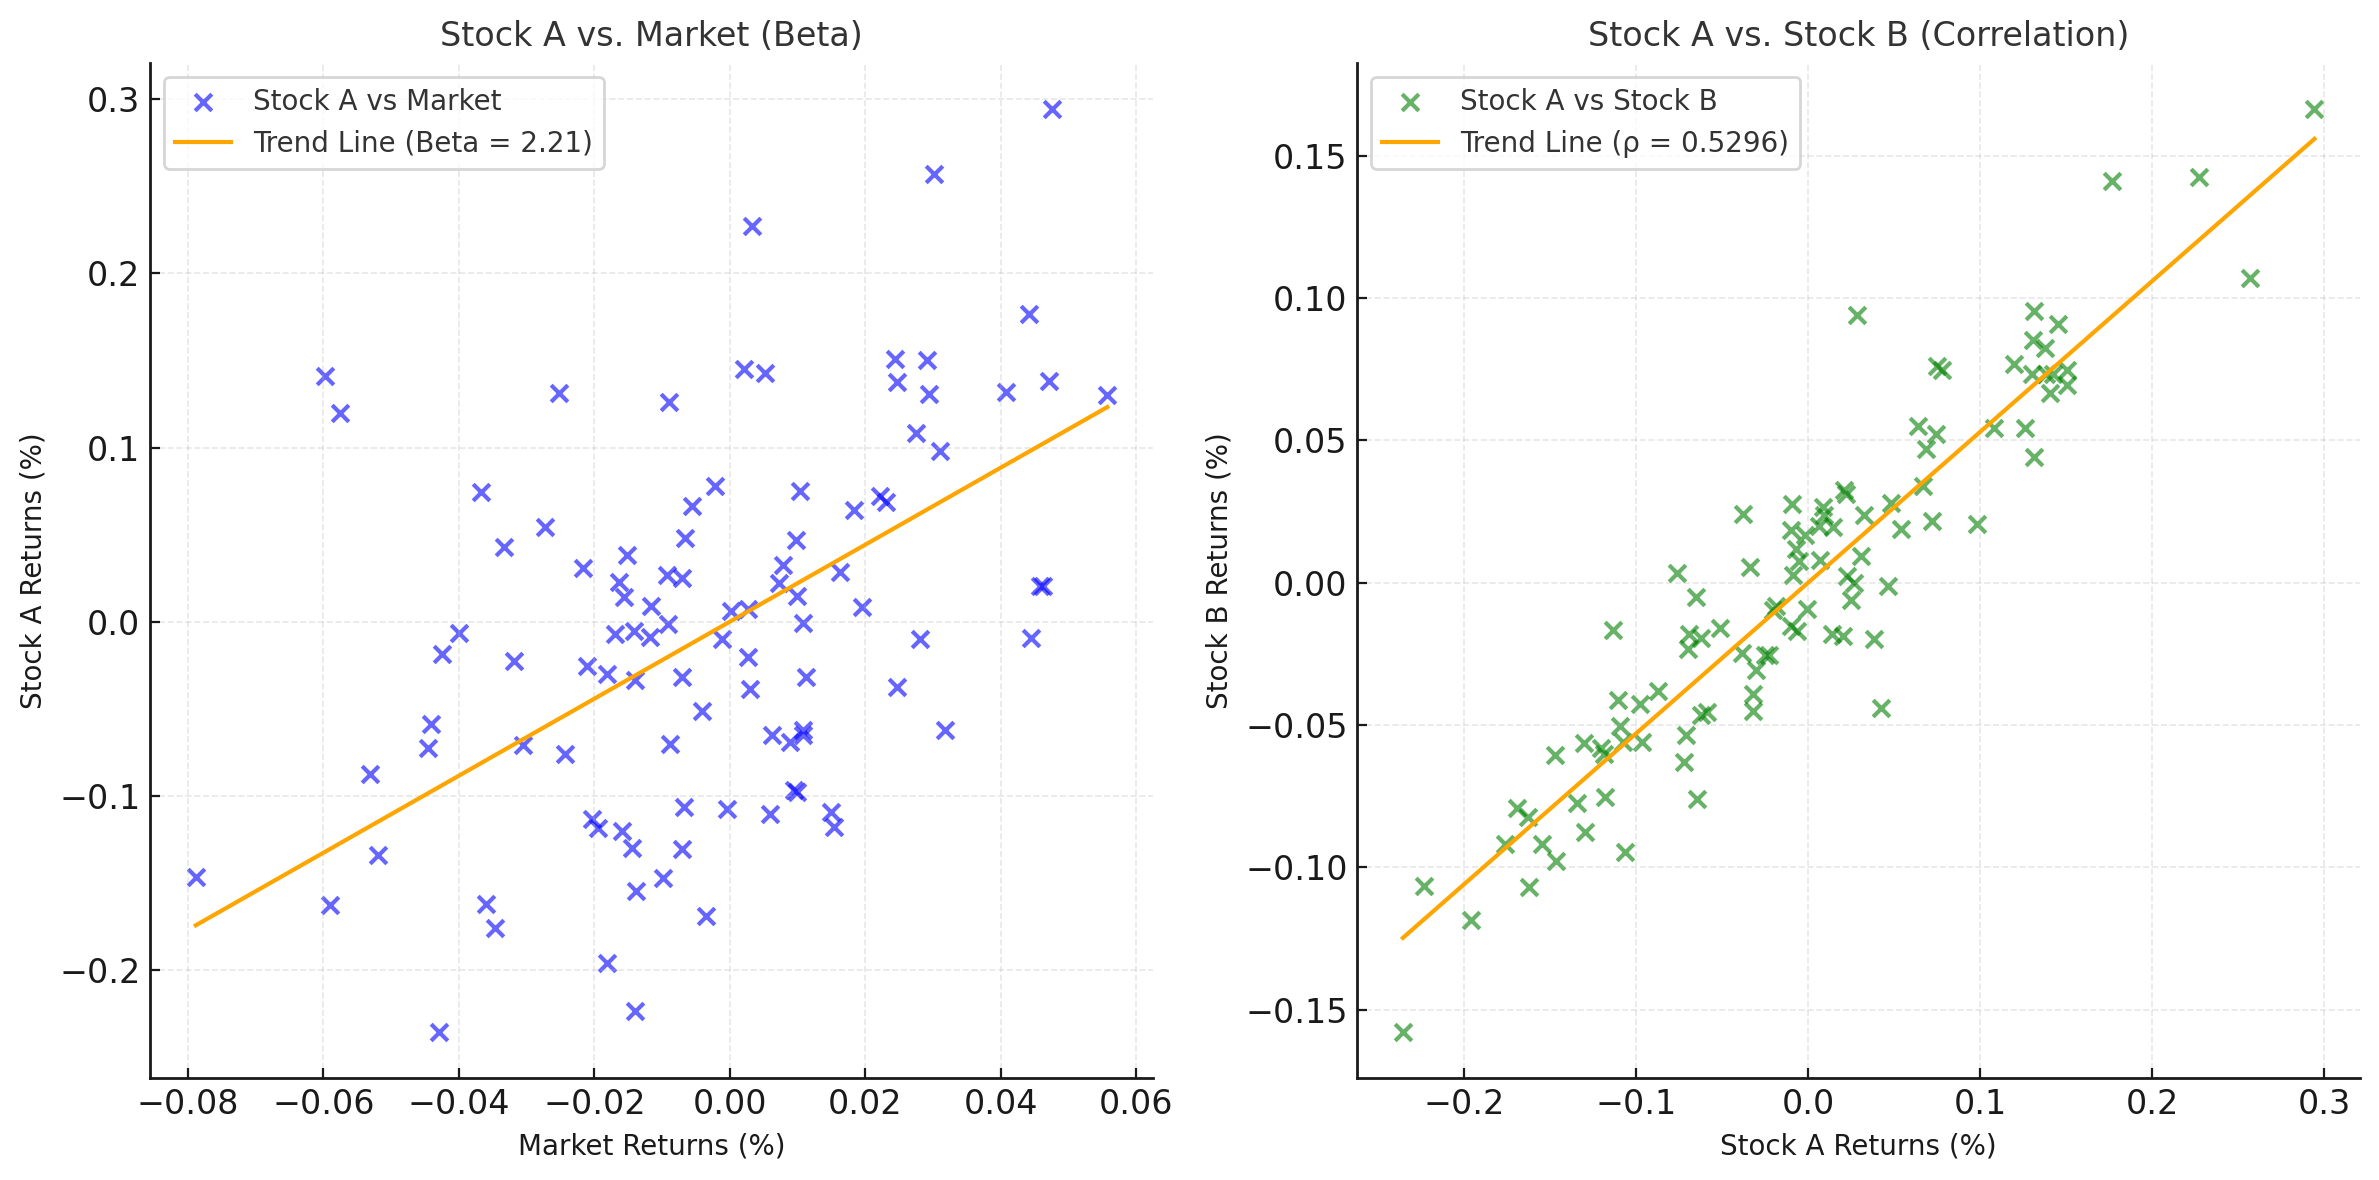 Stock A vs. Market (Beta)
Stock A vs Market
Trend Line (Beta = 2.21)
0.3
0.2
0.1
0.0
−0.1
−0.2
Stock A Returns (%)
−0.08 −0.06 −0.04 −0.02 0.00 0.02 0.04 0.06
Market Returns (%)
Stock A vs. Stock B (Correlation)
Stock A vs Stock B
Trend Line (ρ = 0.5296)
0.15
0.10
0.05
0.00
−0.05
−0.10
−0.15
Stock B Returns (%)
−0.2 −0.1 0.0 0.1 0.2 0.3
Stock A Returns (%)